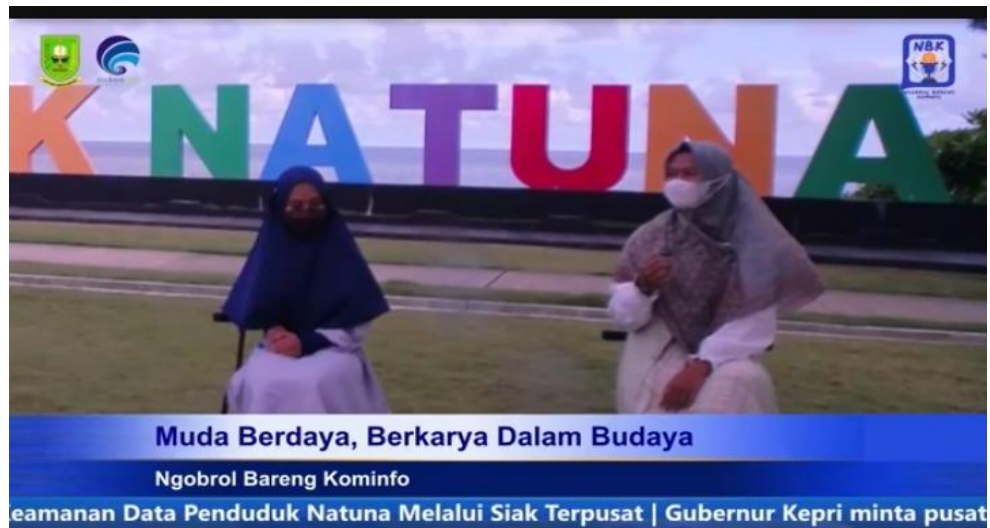 NBK
K NATUNA
Muda Berdaya, Berkarya Dalam Budaya
Ngobrol Bareng Kominfo
eamanan Data Penduduk Natuna Melalui Siak Terpusat | Gubernur Kepri minta pusat